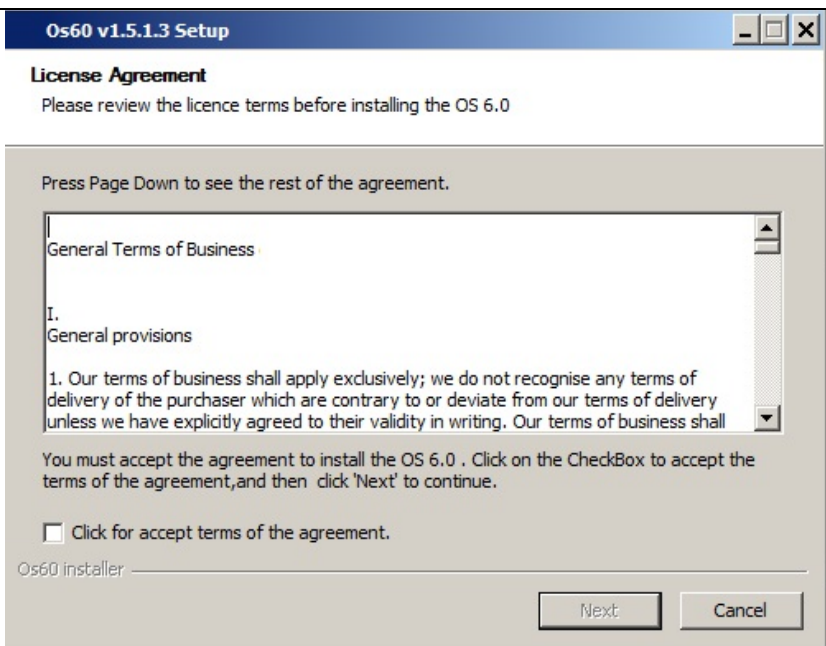 Os60 v1.5.1.3 Setup
License Agreement
Please review the licence terms before installing the OS 6.0
Press Page Down to see the rest of the agreement.
General Terms of Business
I.
General provisions
1. Our terms of business shall apply exclusively; we do not recognise any terms of
delivery of the purchaser which are contrary to or deviate from our terms of delivery
unless we have explicitly agreed to their validity in writing. Our terms of business shall
You must accept the agreement to install the OS 6.0 . Click on the CheckBox to accept the
terms of the agreement,and then click 'Next' to continue.
Click for accept terms of the agreement.
Os60 installer
Next
Cancel